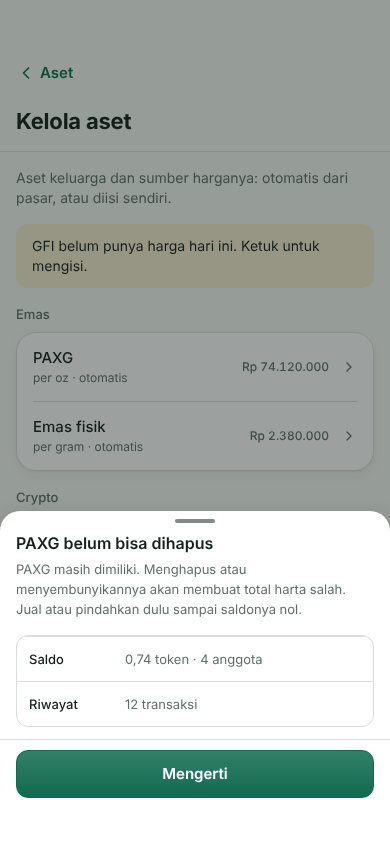 Aset
Kelola aset
Aset keluarga dan sumber harganya: otomatis dari
pasar, atau diisi sendiri.
GFI belum punya harga hari ini. Ketuk untuk
mengisi.
Emas
PAXG
per oz · otomatis
Rp 74.120.000
Emas fisik
per gram · otomatis
Rp 2.380.000
Crypto
PAXG belum bisa dihapus
PAXG masih dimiliki. Menghapus atau
menyembunyikannya akan membuat total harta salah.
Jual atau pindahkan dulu sampai saldonya nol.
Saldo 0,74 token · 4 anggota
Riwayat 12 transaksi
Mengerti